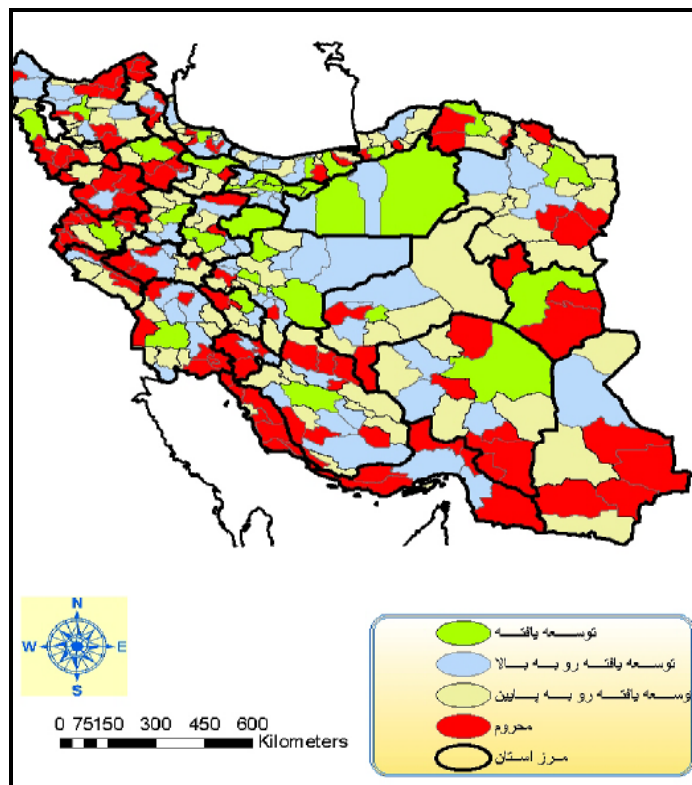 N
W E
S
0 75150 300 450 600
Kilometers
توسعه یافته
توسعه یافته رو به بالا
توسعه یافته رو به پایین
محروم
مرز استان